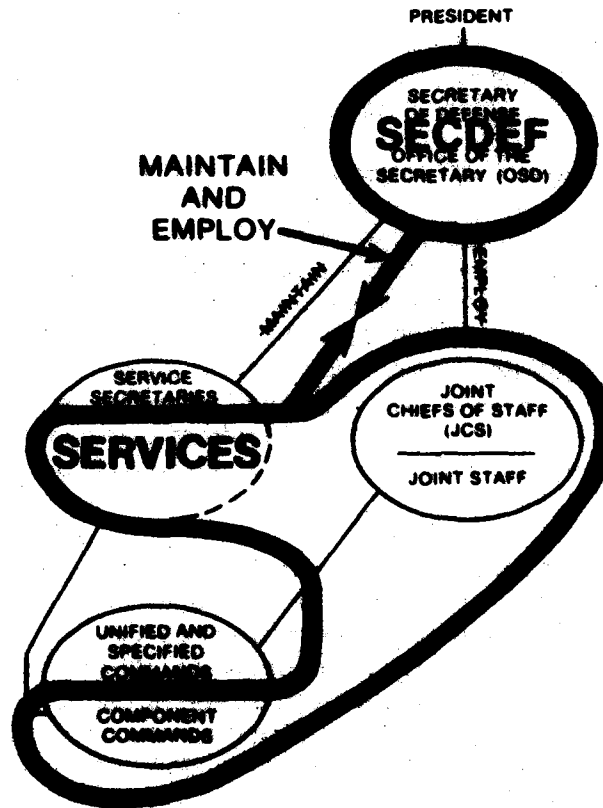 PRESIDENT
SECRETARY
DE DEFENSE
SECDEF
OFFICE OF THE
SECRETARY (OSD)
MAINTAIN
AND
EMPLOY
MAINTAIN
EMPLOY
SERVICE
SECRETARIES
SERVICES
JOINT
CHIEFS OF STAFF
(JCS)
JOINT STAFF
UNIFIED AND
SPECIFIED
COMMANDS
COMPONENT
COMMANDS